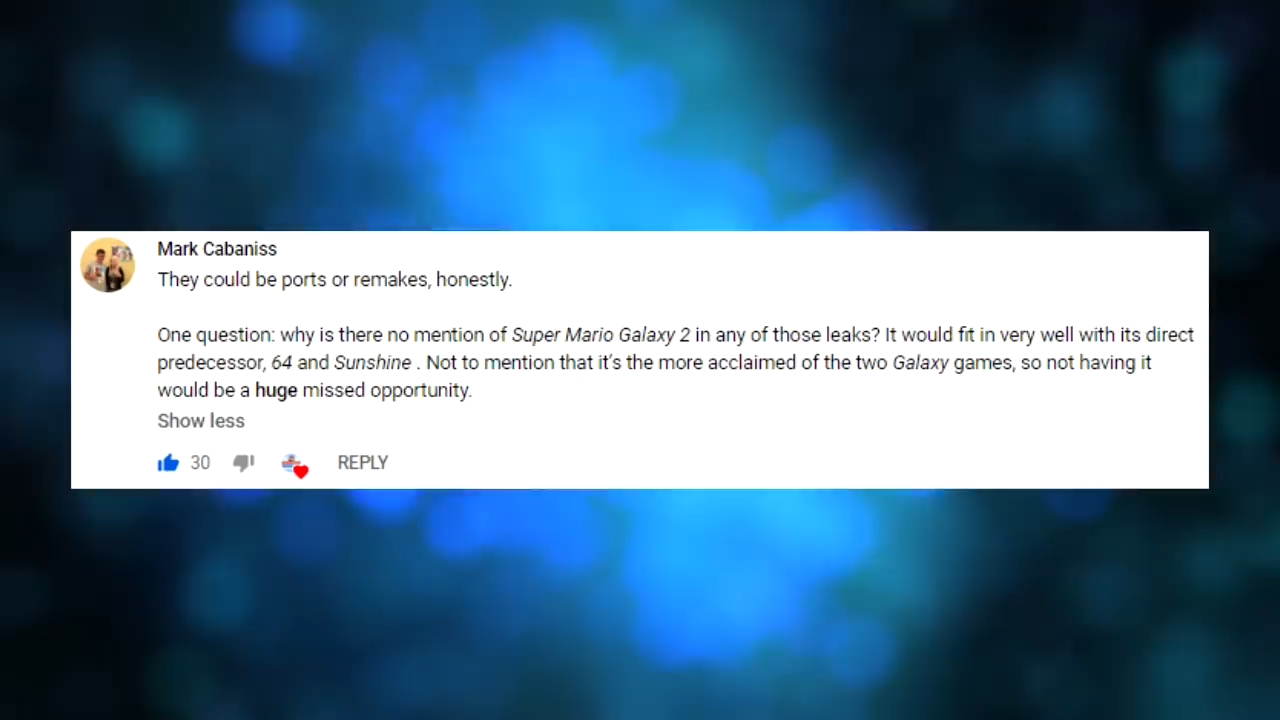 Mark Cabaniss
They could be ports or remakes, honestly.
One question: why is there no mention of Super Mario Galaxy 2 in any of those leaks? It would fit in very well with its direct
predecessor, 64 and Sunshine . Not to mention that it's the more acclaimed of the two Galaxy games, so not having it
would be a huge missed opportunity.
Show less
30 REPLY